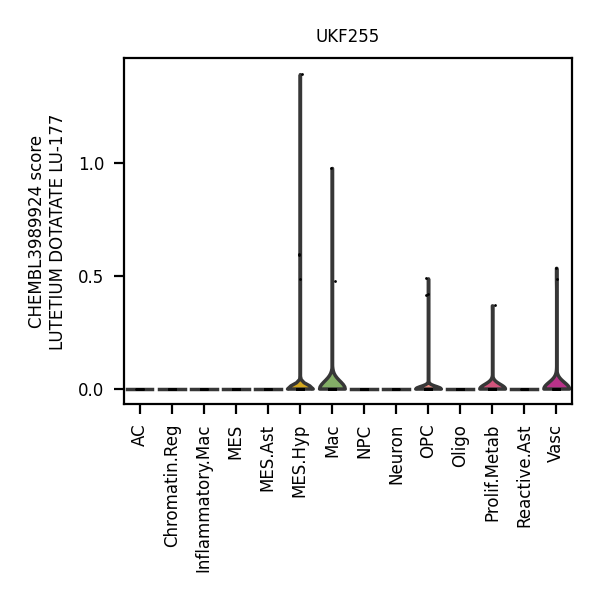 UKF255
CHEMBL3989924 score
LUTETIUM DOTATATE LU-177
1.0
0.5
0.0
AC
Chromatin.Reg
Inflammatory.Mac
MES
MES.Ast
MES.Hyp
Mac
NPC
Neuron
OPC
Oligo
Prolif.Metab
Reactive.Ast
Vasc